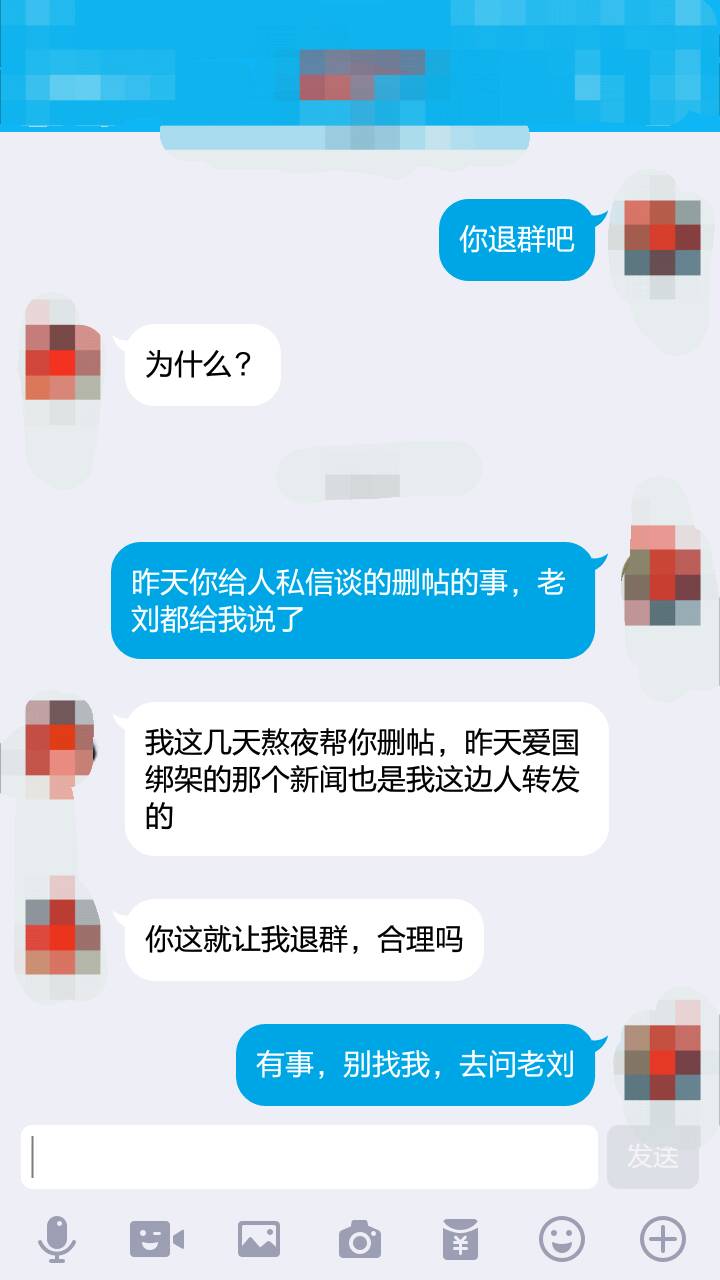 你退群吧
为什么？
昨天你给人私信谈的删帖的事，老
刘都给我说了
我这几天熬夜帮你删帖，昨天爱国
绑架的那个新闻也是我这边人转发
的
你这就让我退群，合理吗
有事，别找我，去问老刘
发送